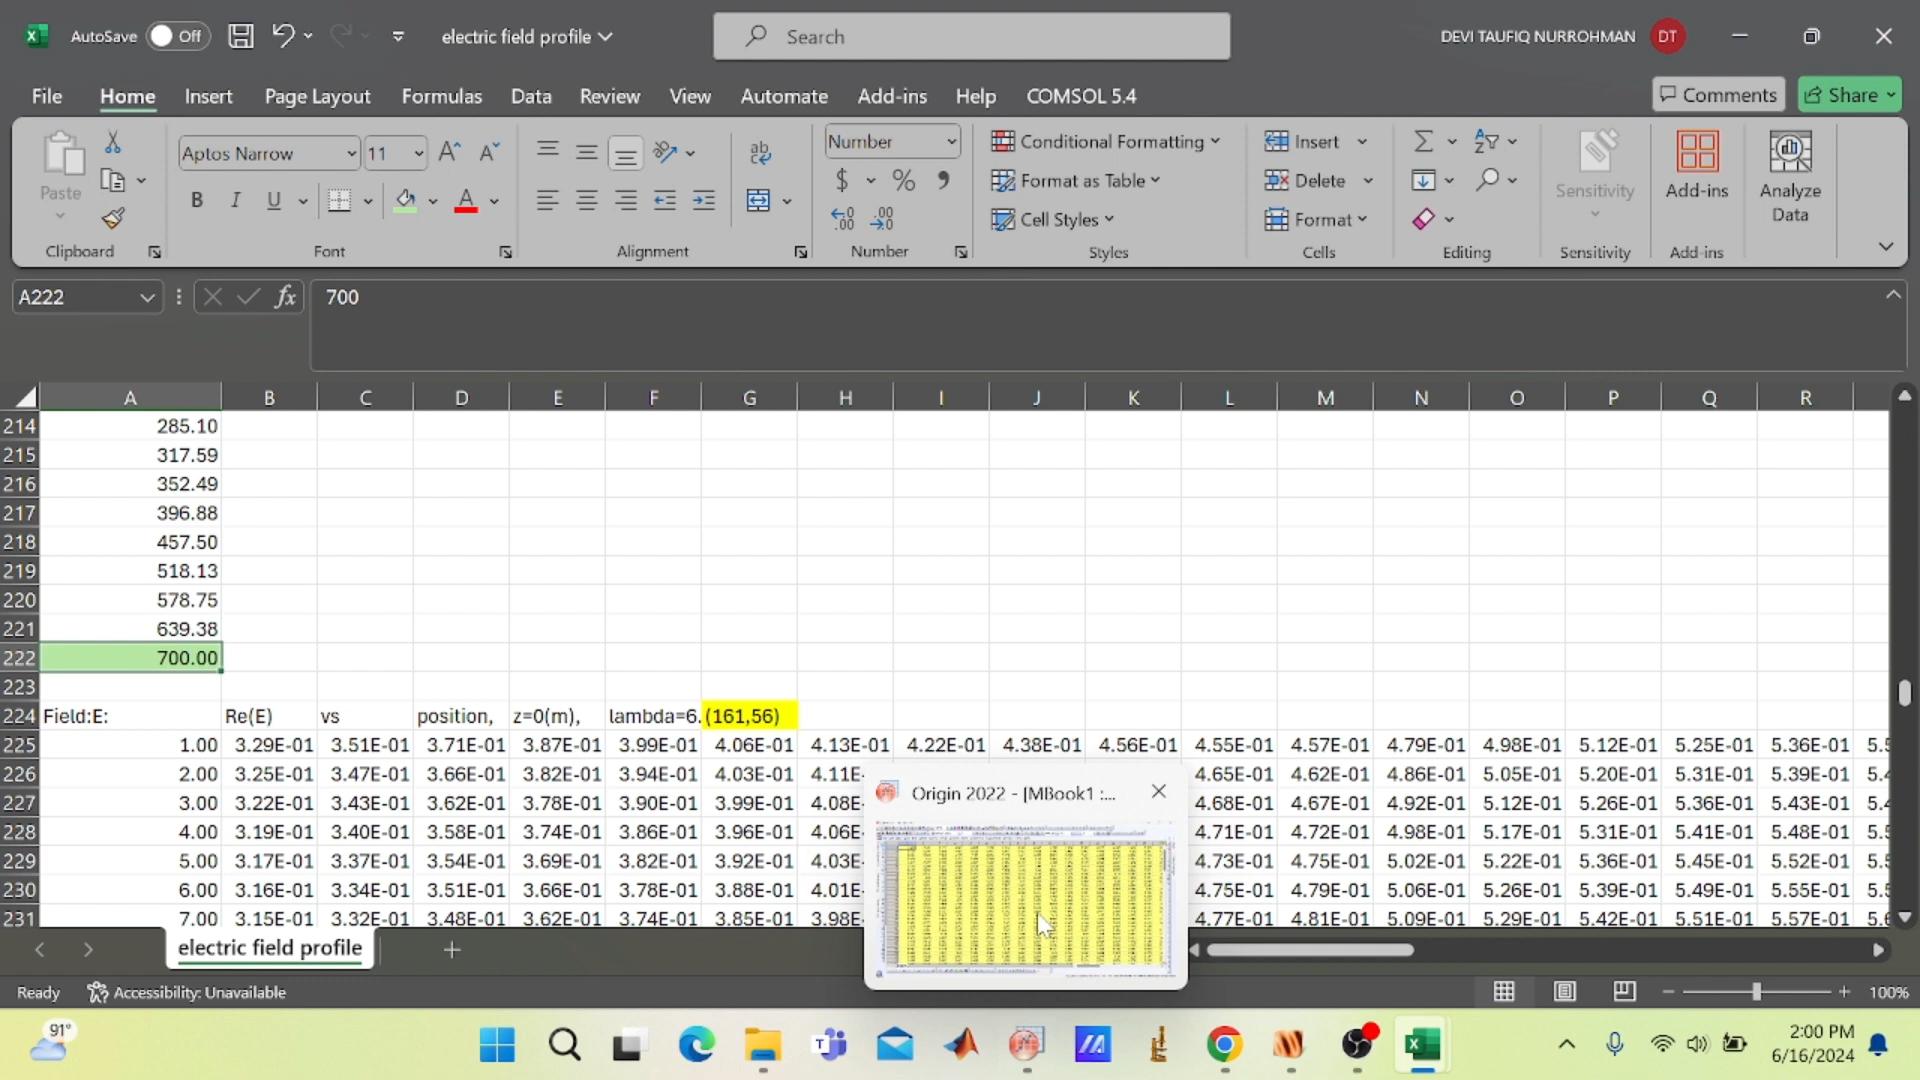 AutoSave Off electric field profile Search DEVI TAUFIQ NURROHMAN DT
File Home Insert Page Layout Formulas Data Review View Automate Add-ins Help COMSOL 5.4 Comments Share
Paste Aptos Narrow 11 ab Number Conditional Formatting Insert Sensitivity Add-ins Analyze Data
B I U $ % Format as Table Delete
Cell Styles Format
Clipboard Font Alignment Number Styles Cells Editing Sensitivity Add-ins
A222 fx 700
A B C D E F G H I J K L M N O P Q R
214 285.10
215 317.59
216 352.49
217 396.88
218 457.50
219 518.13
220 578.75
221 639.38
222 700.00
223
224 Field:E: Re(E) vs position, z=0(m), lambda=6. (161,56)
225 1.00 3.29E-01 3.51E-01 3.71E-01 3.87E-01 3.99E-01 4.06E-01 4.13E-01 4.22E-01 4.38E-01 4.56E-01 4.55E-01 4.57E-01 4.79E-01 4.98E-01 5.12E-01 5.25E-01 5.36E-01
226 2.00 3.25E-01 3.47E-01 3.66E-01 3.82E-01 3.94E-01 4.03E-01 4.11E- 4.65E-01 4.62E-01 4.86E-01 5.05E-01 5.20E-01 5.31E-01 5.39E-01
227 3.00 3.22E-01 3.43E-01 3.62E-01 3.78E-01 3.90E-01 3.99E-01 4.08E- 4.68E-01 4.67E-01 4.92E-01 5.12E-01 5.26E-01 5.36E-01 5.43E-01
228 4.00 3.19E-01 3.40E-01 3.58E-01 3.74E-01 3.86E-01 3.96E-01 4.06E- 4.71E-01 4.72E-01 4.98E-01 5.17E-01 5.31E-01 5.41E-01 5.48E-01
229 5.00 3.17E-01 3.37E-01 3.54E-01 3.69E-01 3.82E-01 3.92E-01 4.03E- 4.73E-01 4.75E-01 5.02E-01 5.22E-01 5.36E-01 5.45E-01 5.52E-01
230 6.00 3.16E-01 3.34E-01 3.51E-01 3.66E-01 3.78E-01 3.88E-01 4.01E- 4.75E-01 4.79E-01 5.06E-01 5.26E-01 5.39E-01 5.49E-01 5.55E-01
231 7.00 3.15E-01 3.32E-01 3.48E-01 3.62E-01 3.74E-01 3.85E-01 3.98E- 4.77E-01 4.81E-01 5.09E-01 5.29E-01 5.42E-01 5.51E-01 5.57E-01
Origin 2022 - [MBook1 :...
electric field profile
Ready Accessibility: Unavailable 100%
91° 2:00 PM
6/16/2024